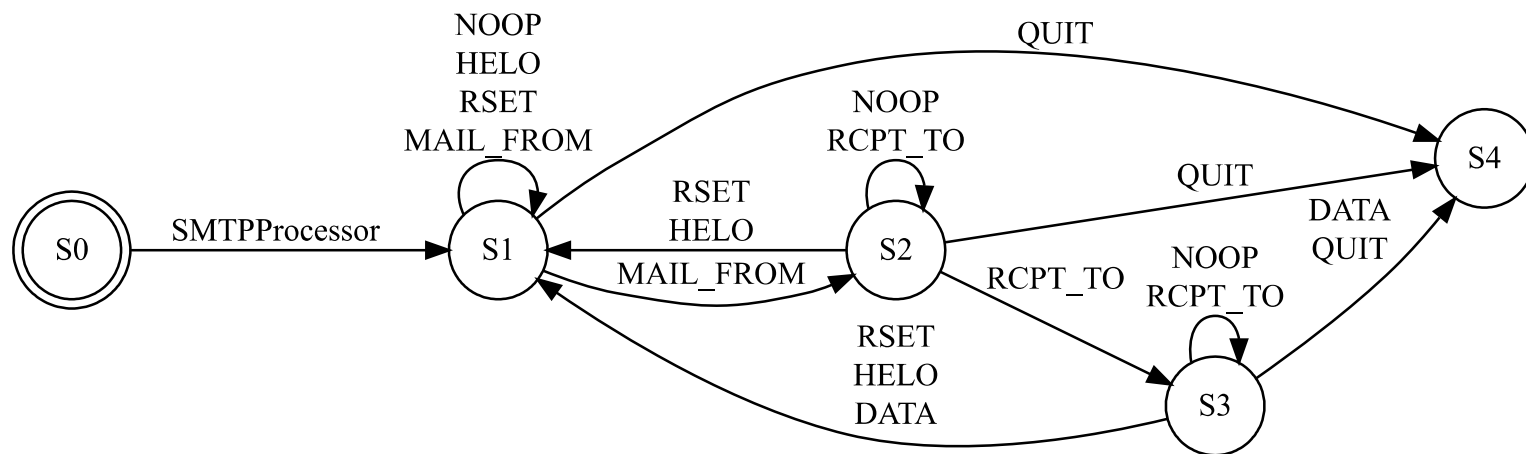 NOOP
HELO
RSET
MAIL_FROM
QUIT
NOOP
RCPT_TO
S4
QUIT
RSET
HELO
DATA
QUIT
S0
SMTPProcessor
S1
S2
MAIL_FROM
RCPT_TO
NOOP
RCPT_TO
RSET
HELO
DATA
S3